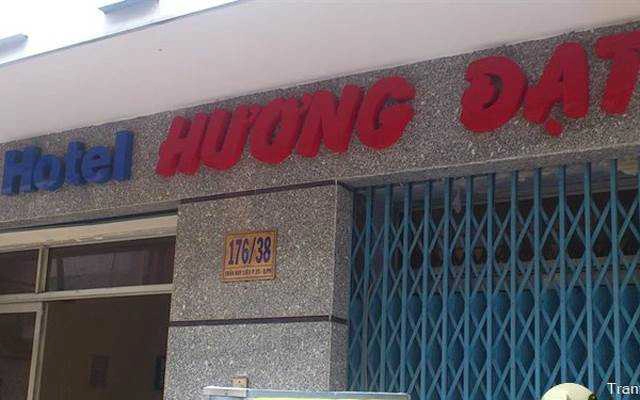 Hotel HƯƠNG ĐẠT
176/38
Tran